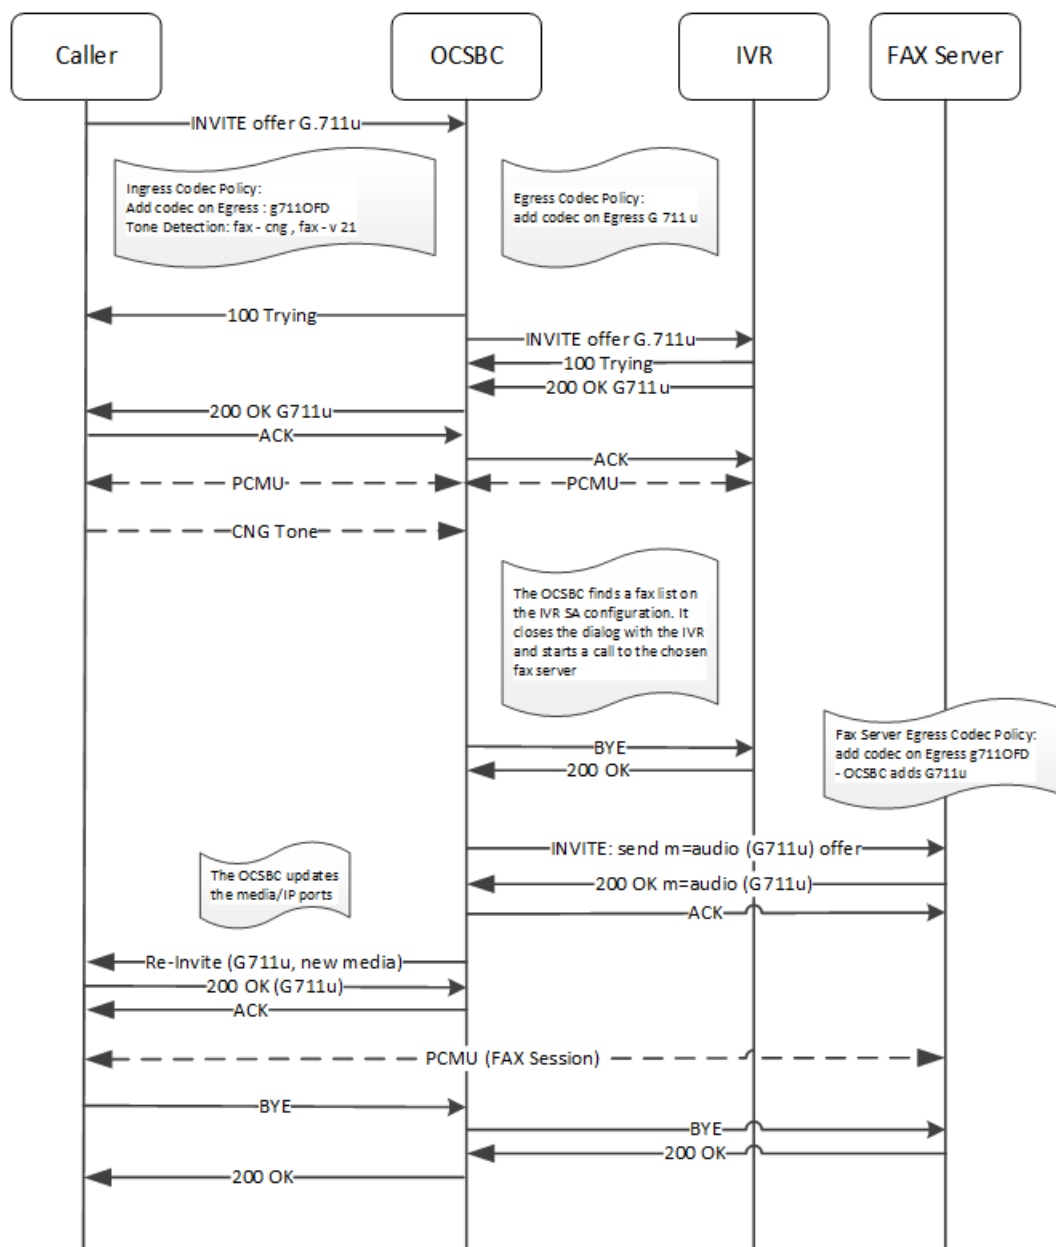 Caller
OCSBC
IVR
FAX Server
INVITE offer G.711u
Ingress Codec Policy:
Add codec on Egress : g711OFD
Tone Detection: fax - cng , fax - v 21
Egress Codec Policy:
add codec on Egress G 711 u
100 Trying
INVITE offer G.711u
100 Trying
200 OK G711u
200 OK G711u
ACK
ACK
PCMU
PCMU
CNG Tone
The OCSBC finds a fax list on
the IVR SA configuration. It
closes the dialog with the IVR
and starts a call to the chosen
fax server
Fax Server Egress Codec Policy:
add codec on Egress g711OFD
- OCSBC adds G711u
BYE
200 OK
INVITE: send m=audio (G711u) offer
The OCSBC updates
the media/IP ports
200 OK m=audio (G711u)
ACK
Re-Invite (G711u, new media)
200 OK (G711u)
ACK
PCMU (FAX Session)
BYE
BYE
200 OK
200 OK